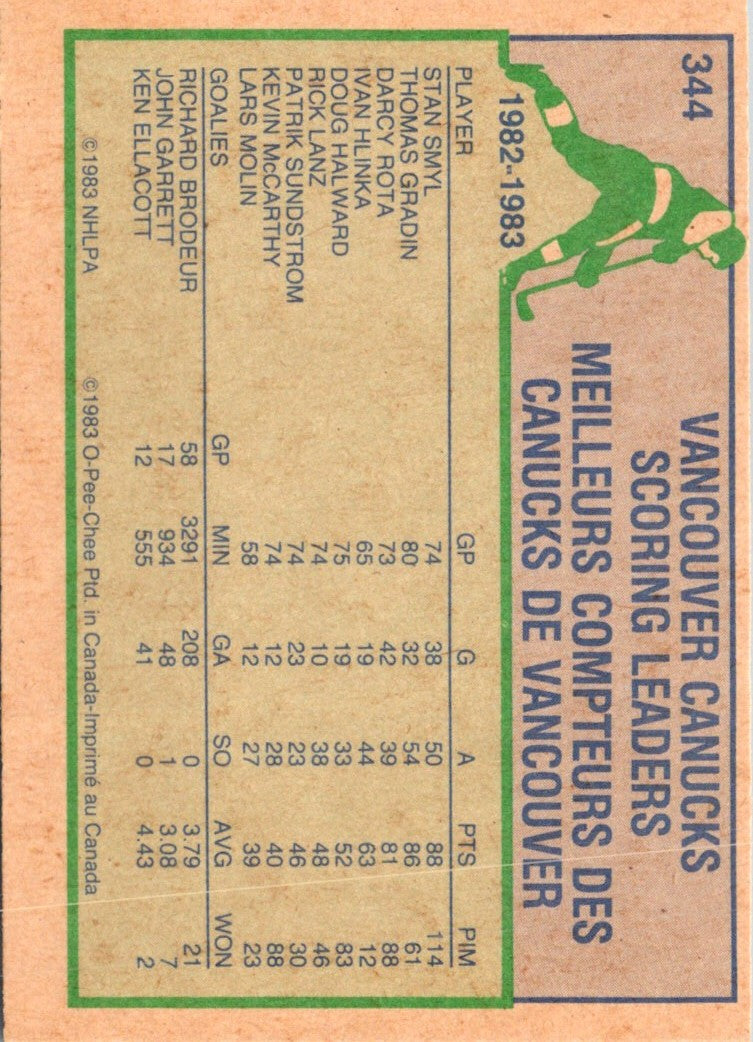 344
VANCOUVER CANUCKS
SCORING LEADERS
MEILLEURS COMPTEURS DES
CANUCKS DE VANCOUVER
1982-1983
PLAYER GP G A PTS PIM
STAN SMYL 74 38 50 88 114
THOMAS GRADIN 80 32 54 86 61
DARCY ROTA 73 42 39 81 88
IVAN HLINKA 65 19 44 63 12
DOUG HALWARD 75 19 33 52 83
RICK LANZ 74 10 38 48 46
PATRIK SUNDSTROM 74 23 23 46 30
KEVIN McCARTHY 74 12 28 40 88
LARS MOLIN 58 12 27 39 23
GOALIES GP MIN GA SO AVG WON
RICHARD BRODEUR 58 3291 208 0 3.79 21
JOHN GARRETT 17 934 48 1 3.08 7
KEN ELLACOTT 12 555 41 0 4.43 2
©1983 NHLPA ©1983 O-Pee-Chee Ptd. in Canada-Imprimé au Canada